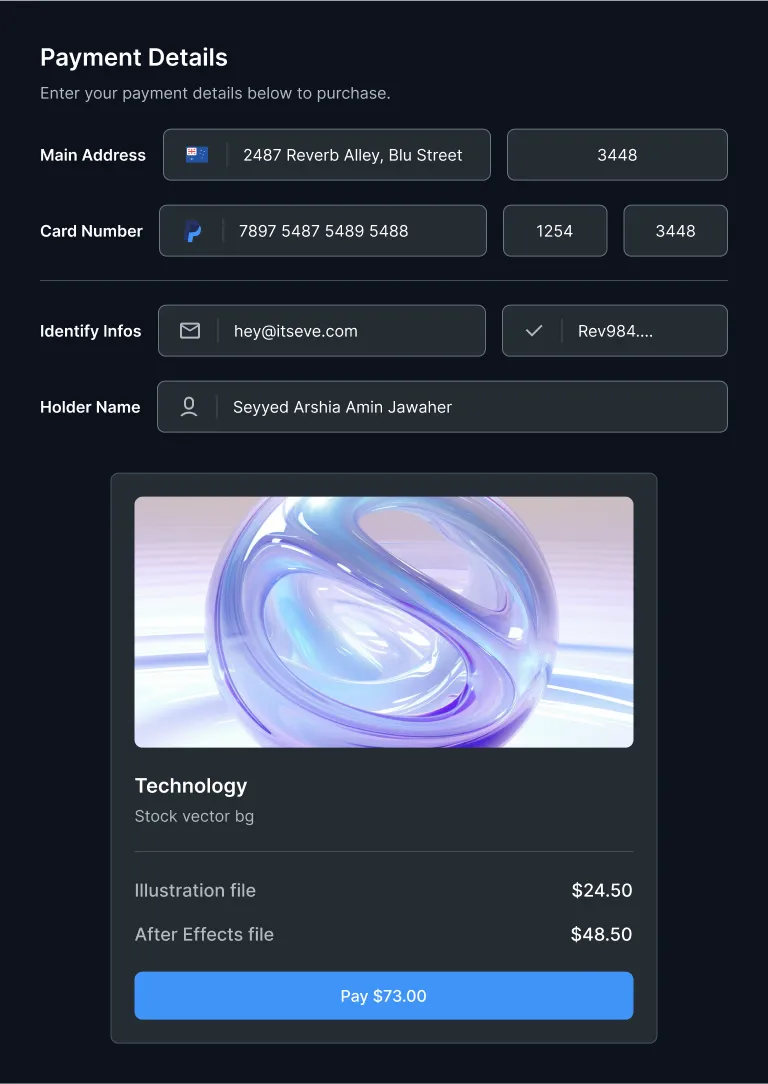 Payment Details
Enter your payment details below to purchase.
Main Address 2487 Reverb Alley, Blu Street 3448
Card Number 7897 5487 5489 5488 1254 3448
Identify Infos hey@itseve.com Rev984....
Holder Name Seyyed Arshia Amin Jawaher
Technology
Stock vector bg
Illustration file $24.50
After Effects file $48.50
Pay $73.00